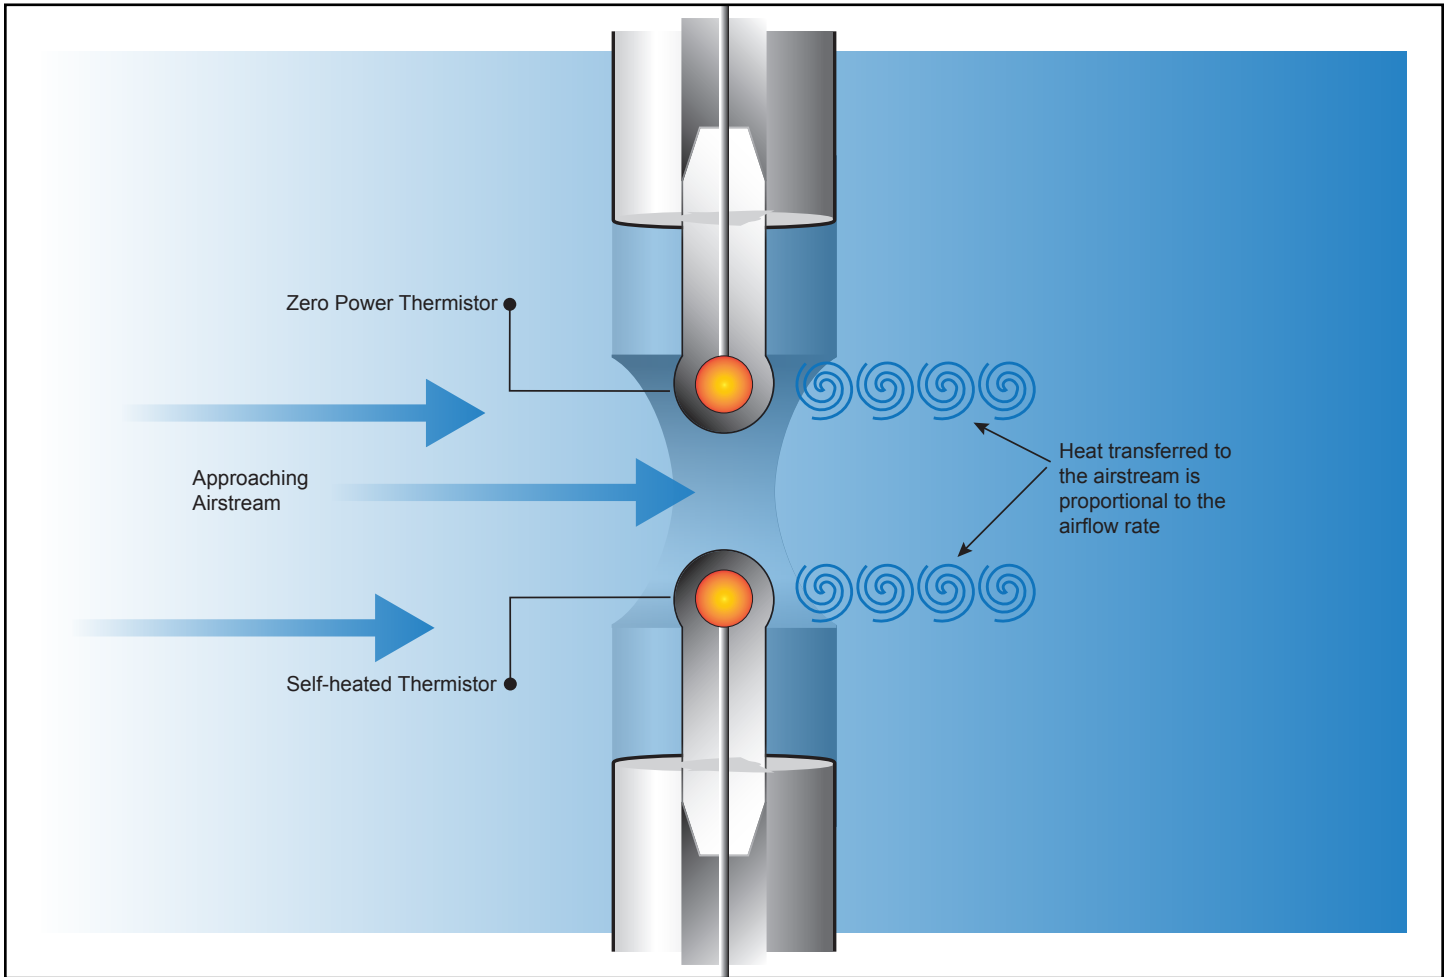 Zero Power Thermistor
Approaching
Airstream
Heat transferred to
the airstream is
proportional to the
airflow rate
Self-heated Thermistor